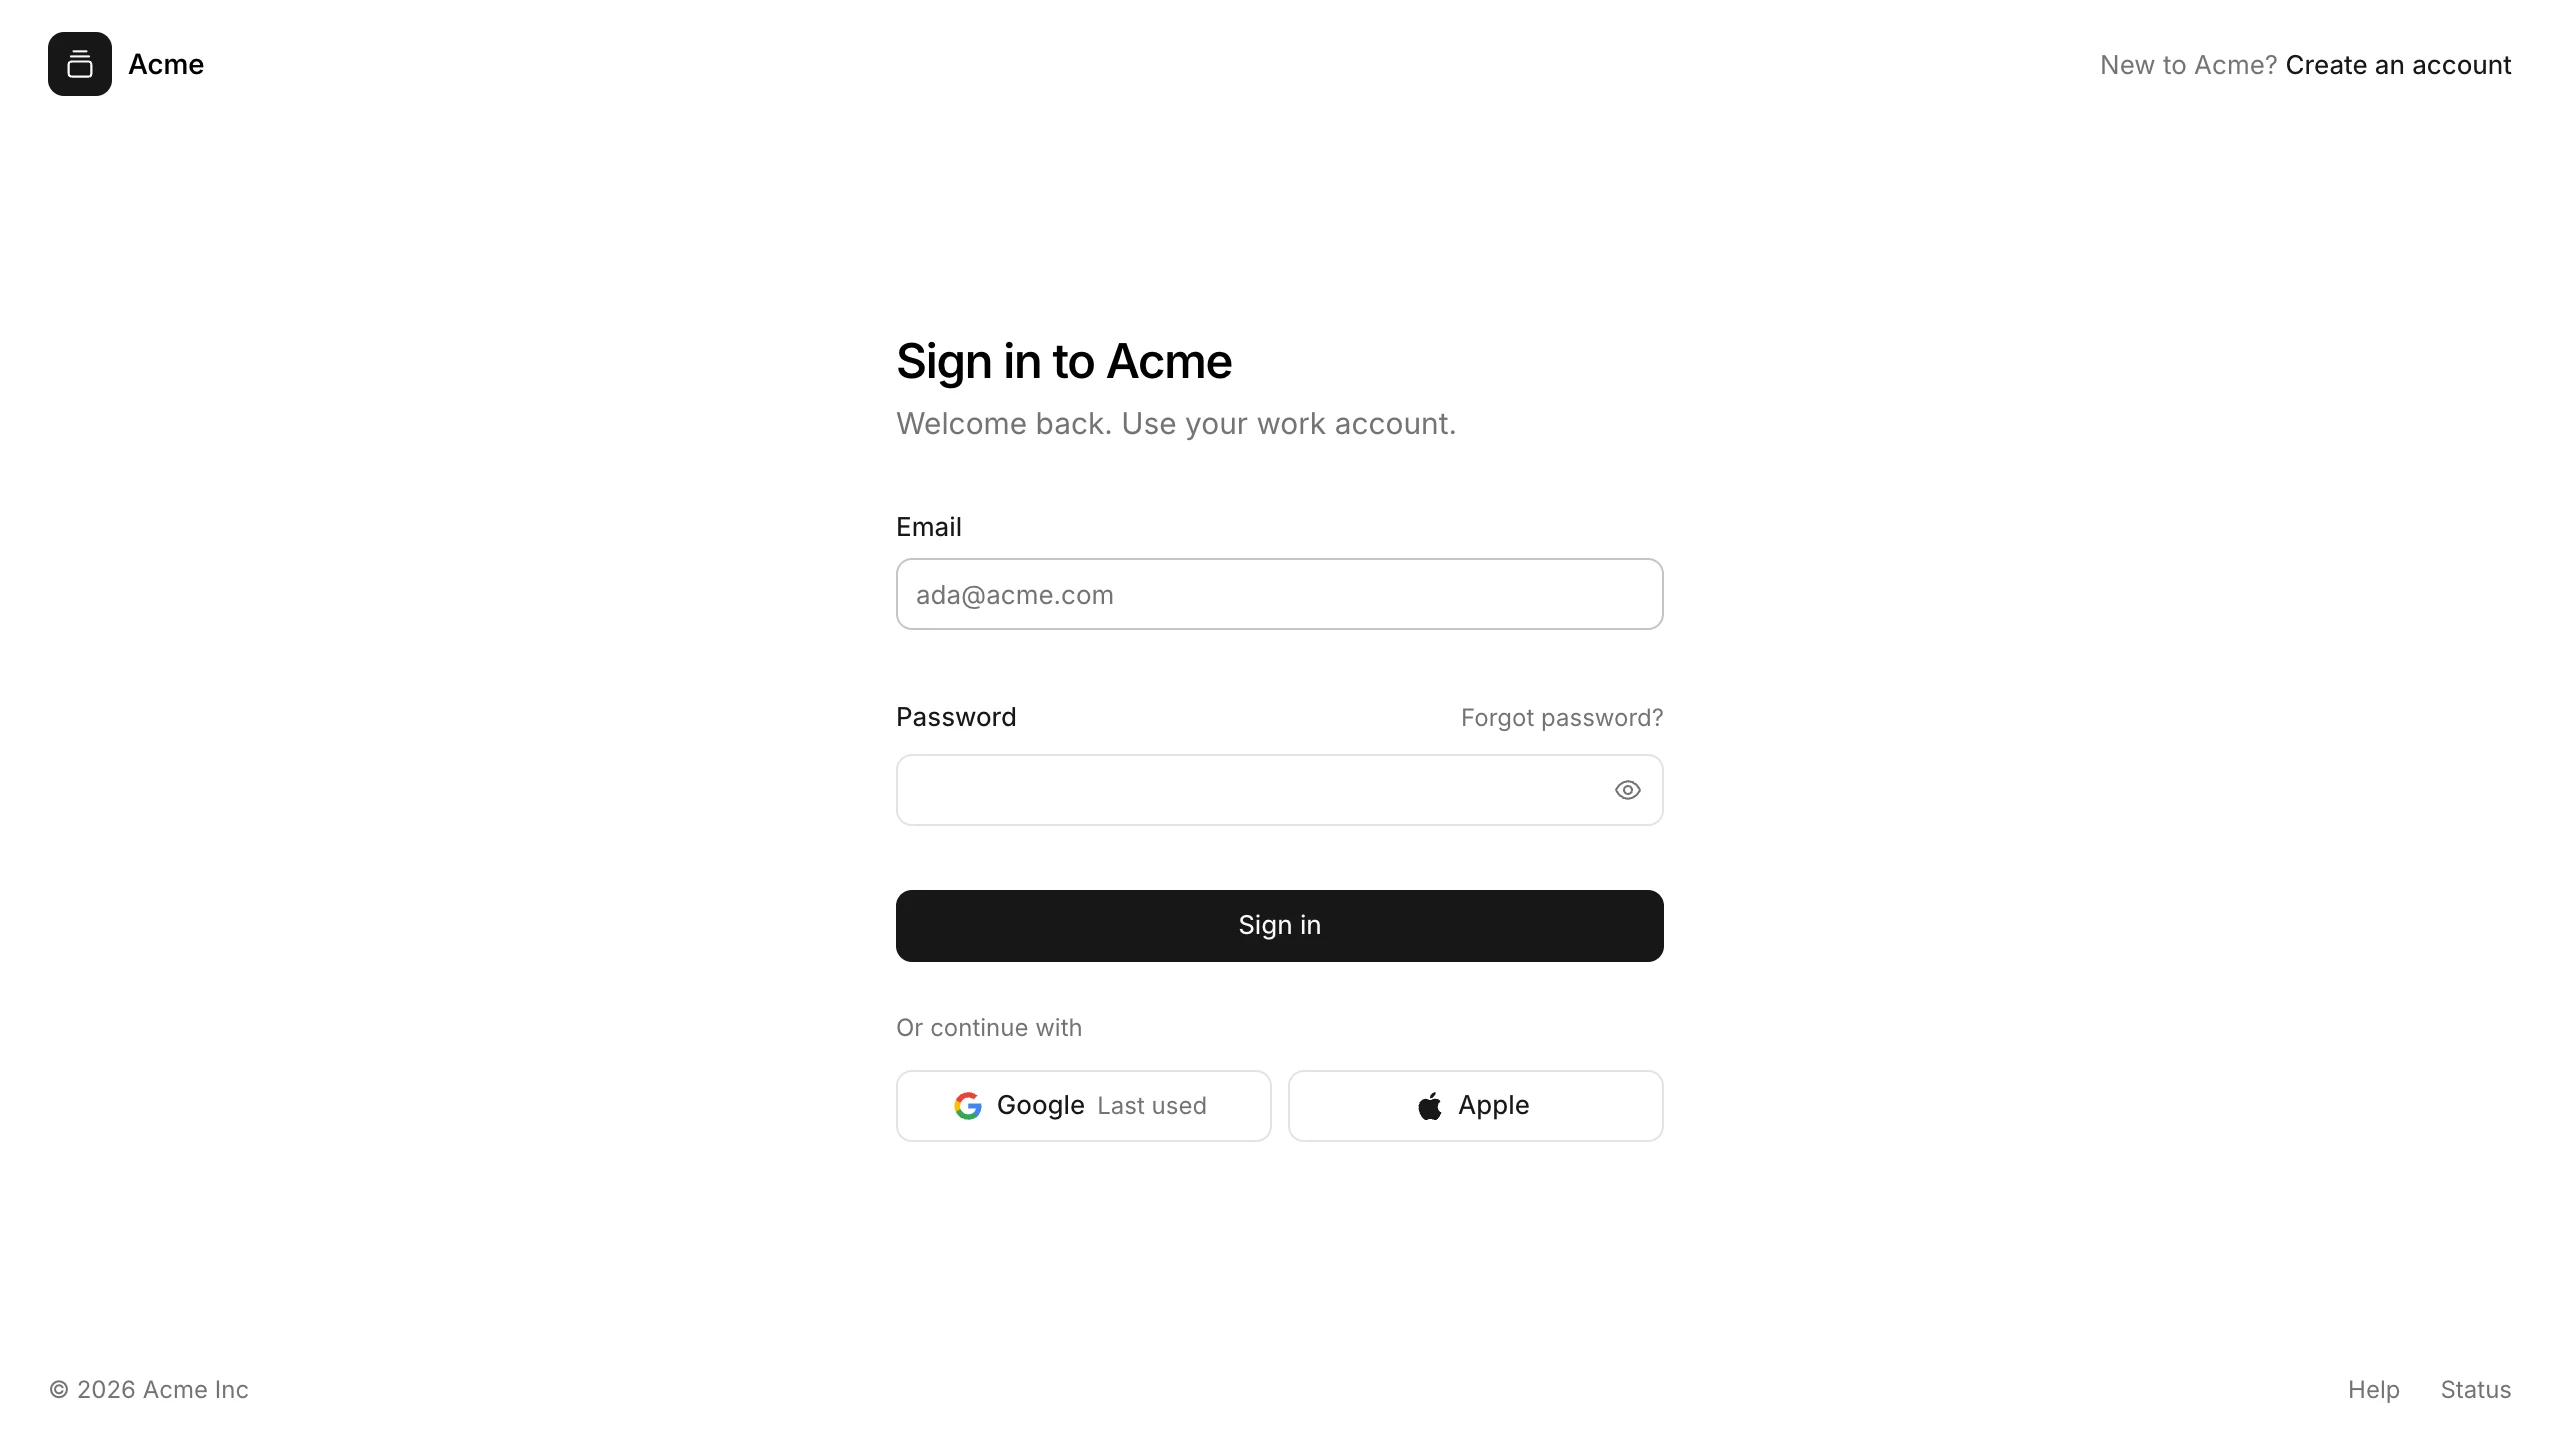 Acme
New to Acme? Create an account
Sign in to Acme
Welcome back. Use your work account.
Email
ada@acme.com
Password
Forgot password?
Sign in
Or continue with
Google Last used
Apple
© 2026 Acme Inc
Help
Status